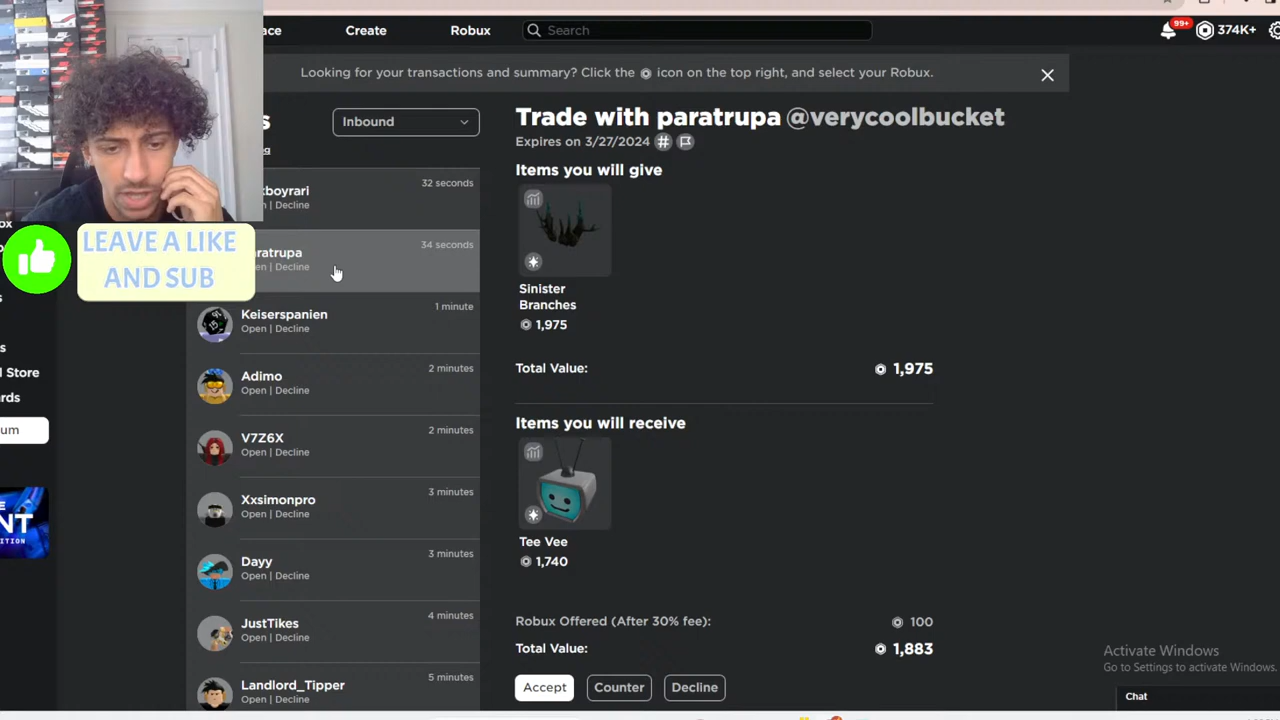 ace
Create
Robux
Search
99+
374K+
Looking for your transactions and summary? Click the icon on the top right, and select your Robux.
s
Inbound
xboyrari
32 seconds
Open | Decline
LEAVE A LIKE
AND SUB
aratrupa
34 seconds
en | Decline
Keiserspanien
1 minute
Open | Decline
Adimo
2 minutes
Open | Decline
V7Z6X
2 minutes
Open | Decline
Xxsimonpro
3 minutes
Open | Decline
Dayy
3 minutes
Open | Decline
JustTikes
4 minutes
Open | Decline
Landlord_Tipper
5 minutes
Open | Decline
s
l Store
rds
um
NT
DITION
Trade with paratrupa @verycoolbucket
Expires on 3/27/2024
Items you will give
Sinister
Branches
1,975
Total Value:
1,975
Items you will receive
Tee Vee
1,740
Robux Offered (After 30% fee):
100
Total Value:
1,883
Accept
Counter
Decline
Activate Windows
Go to Settings to activate Windows.
Chat